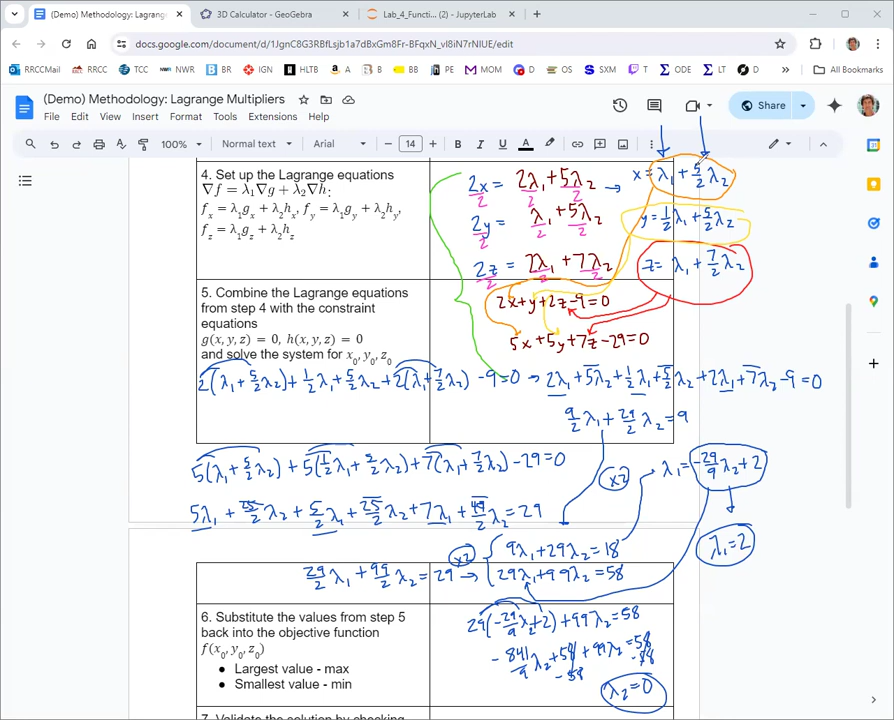 (Demo) Methodology: Lagrange
3D Calculator - GeoGebra
Lab_4_Functi... (2) - JupyterLab
docs.google.com/document/d/1JgnC8G3RBfLsjb1a7dBxGm8Fr-BFqxN_vl8iN7rNIUE/edit
RRCCMail RRCC TCC NWR BR IGN HLTB A B BB PE MOM D OS SXM T ODE LT D All Bookmarks
(Demo) Methodology: Lagrange Multipliers
File Edit View Insert Format Tools Extensions Help
Share
100% Normal text Arial 14
4. Set up the Lagrange equations
∇f = λ₁∇g + λ₂∇h:
f_x = λ₁g_x + λ₂h_x, f_y = λ₁g_y + λ₂h_y,
f_z = λ₁g_z + λ₂h_z
2x/2 = 2λ₁/2 + 5λ₂/2 → x = λ₁ + 5/2 λ₂
2y/2 = λ₁/2 + 5λ₂/2 y = 1/2 λ₁ + 5/2 λ₂
2z/2 = 2λ₁/2 + 7λ₂/2 z = λ₁ + 7/2 λ₂
5. Combine the Lagrange equations
from step 4 with the constraint
equations
g(x, y, z) = 0, h(x, y, z) = 0
and solve the system for x₀, y₀, z₀
2x+y+2z-9=0
5x+5y+7z-29=0
2(λ₁+5/2 λ₂)+1/2 λ₁+5/2 λ₂+2(λ₁+7/2 λ₂) -9=0 → 2λ₁+5λ₂+1/2 λ₁+5/2 λ₂+2λ₁+7λ₂-9=0
9/2 λ₁+29/2 λ₂=9
5(λ₁+5/2 λ₂)+5(1/2 λ₁+5/2 λ₂)+7(λ₁+7/2 λ₂)-29=0
x2
λ₁=-29/9 λ₂+2
5λ₁+25/2 λ₂+5/2 λ₁+25/2 λ₂+7λ₁+49/2 λ₂=29
λ₁=2
9λ₁+29λ₂=18
x2
29/2 λ₁+99/2 λ₂=29 → 29λ₁+99λ₂=58
6. Substitute the values from step 5
back into the objective function
f(x₀, y₀, z₀)
● Largest value - max
● Smallest value - min
29(-29/9 λ₂+2)+99λ₂=58
-841/9 λ₂+58+99λ₂=58
-58 -58
λ₂=0
7. Validate the solution by checking